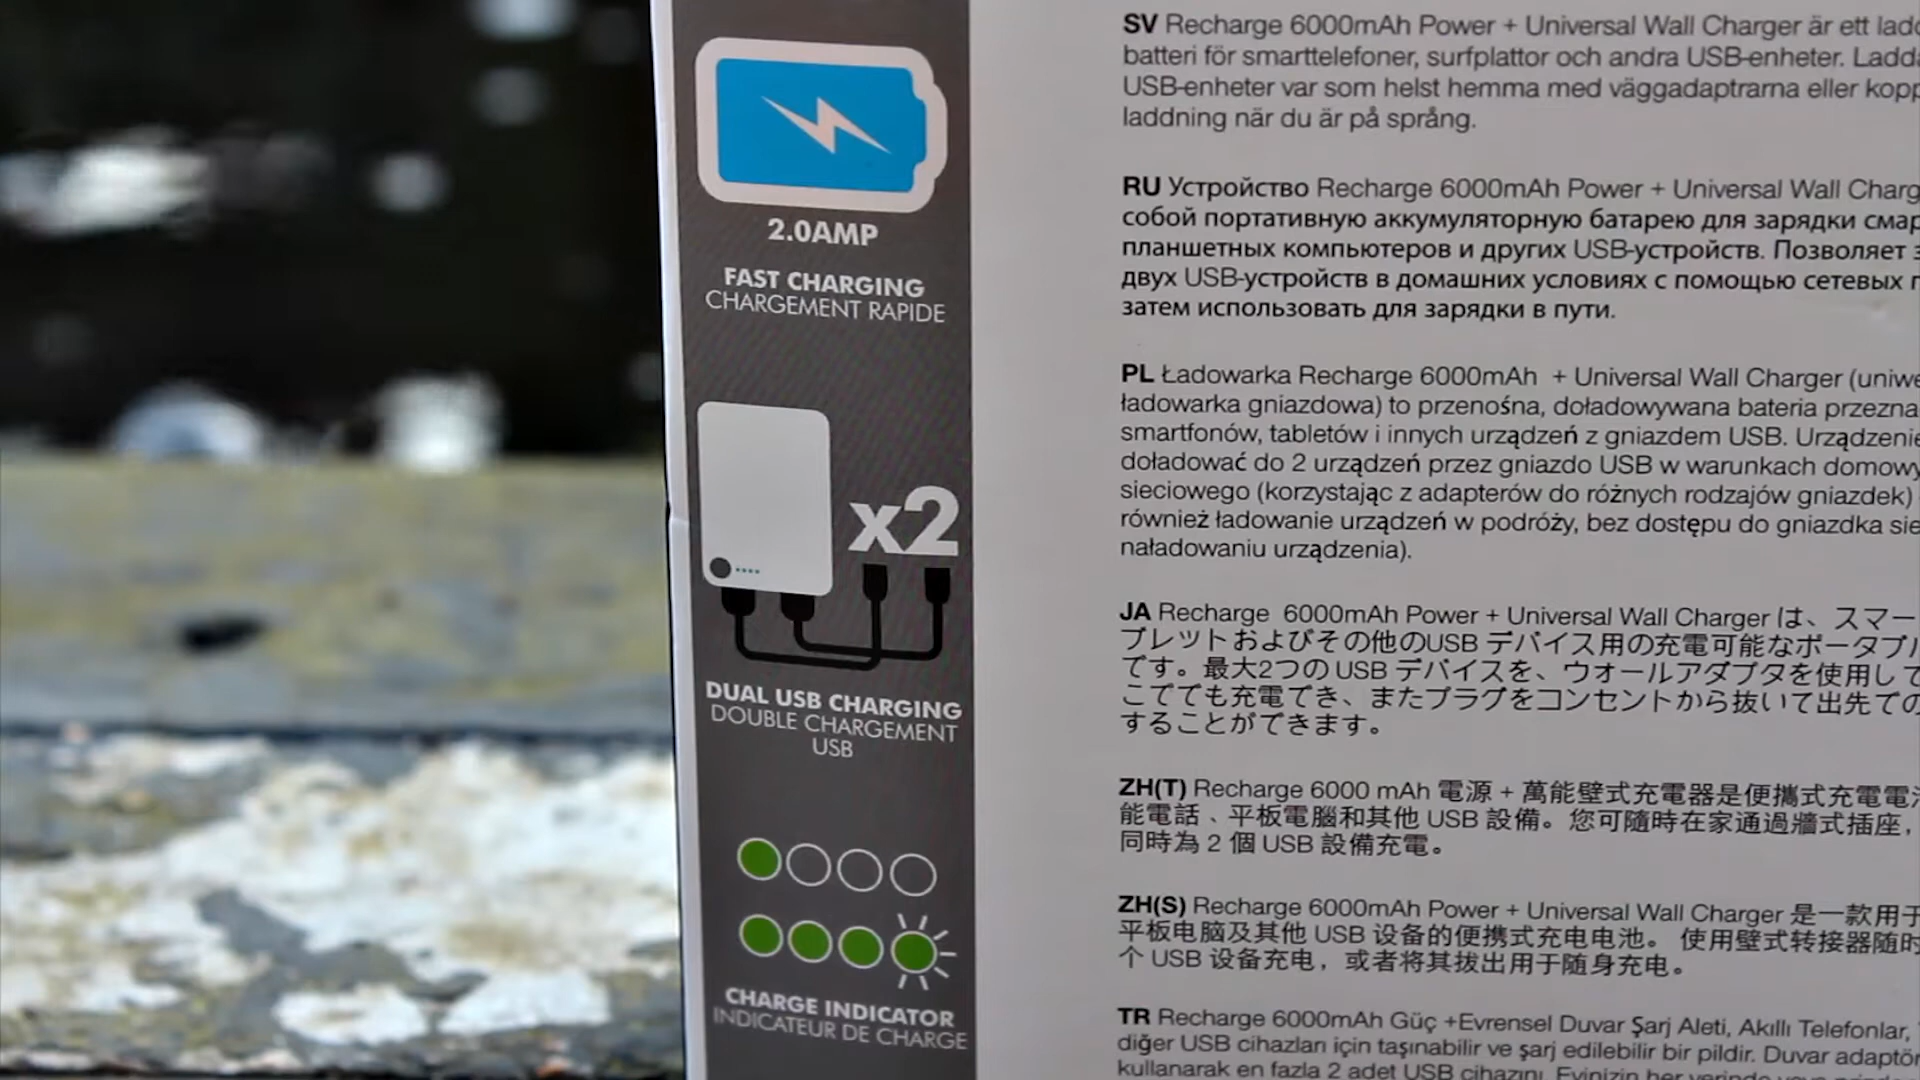 2.0AMP
FAST CHARGING
CHARGEMENT RAPIDE
x2
DUAL USB CHARGING
DOUBLE CHARGEMENT
USB
CHARGE INDICATOR
INDICATEUR DE CHARGE
SV Recharge 6000mAh Power + Universal Wall Charger är ett
batteri för smarttelefoner, surfplattor och andra USB-enheter.
USB-enheter var som helst hemma med väggadaptrarna eller
laddning när du är på språng.
RU Устройство Recharge 6000mAh Power + Universal Wall
собой портативную аккумуляторную батарею для зарядки
планшетных компьютеров и других USB-устройств. Позволяет
двух USB-устройств в домашних условиях с помощью сетевых
затем использовать для зарядки в пути.
PL Ładowarka Recharge 6000mAh + Universal Wall Charger
ładowarka gniazdowa) to przenośna, doładowywana bateria
smartfonów, tabletów i innych urządzeń z gniazdem USB.
doładować do 2 urządzeń przez gniazdo USB w warunkach
sieciowego (korzystając z adapterów do różnych rodzajów gniazdek)
również ładowanie urządzeń w podróży, bez dostępu do gniazdka
naładowaniu urządzenia).
JA Recharge 6000mAh Power + Universal Wall Charger は、スマー
ブレットおよびその他のUSB デバイス用の充電可能なポータブル
です。最大2つの USB デバイスを、ウオールアダプタを使用して
こででも充電でき、またプラグをコンセントから抜いて出先での
することができます。
ZH(T) Recharge 6000 mAh 電源 + 萬能壁式充電器是便攜式充電電
能電話、平板電腦和其他 USB 設備。您可隨時在家通過牆式插座，
同時為 2 個 USB 設備充電。
ZH(S) Recharge 6000mAh Power + Universal Wall Charger 是一款用于
平板电脑及其他 USB 设备的便携式充电电池。 使用壁式转接器随时
个 USB 设备充电，或者将其拔出用于随身充电。
TR Recharge 6000mAh Güç +Evrensel Duvar Şarj Aleti, Akıllı Telefonlar,
diğer USB cihazları için taşınabilir ve şarj edilebilir bir pildir. Duvar
kullanarak en fazla 2 adet USB cihazını, Evinizin her yerinde